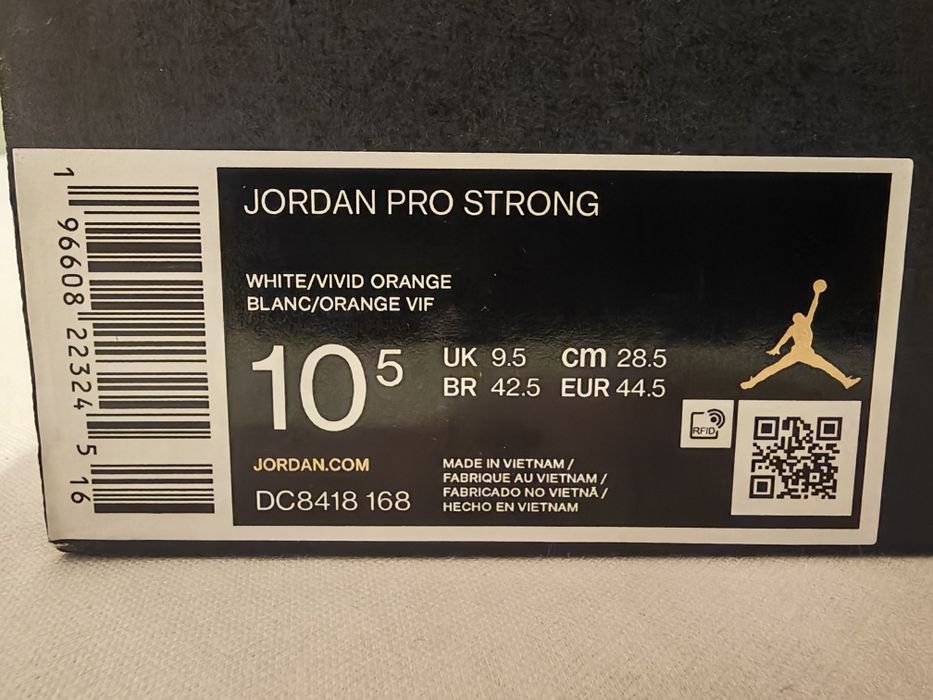 JORDAN PRO STRONG
WHITE/VIVID ORANGE
BLANC/ORANGE VIF
10 5
UK 9.5 cm 28.5
BR 42.5 EUR 44.5
RFID
JORDAN.COM
DC8418 168
MADE IN VIETNAM /
FABRIQUE AU VIETNAM /
FABRICADO NO VIETNÃ /
HECHO EN VIETNAM
1 96608 22324 5 16